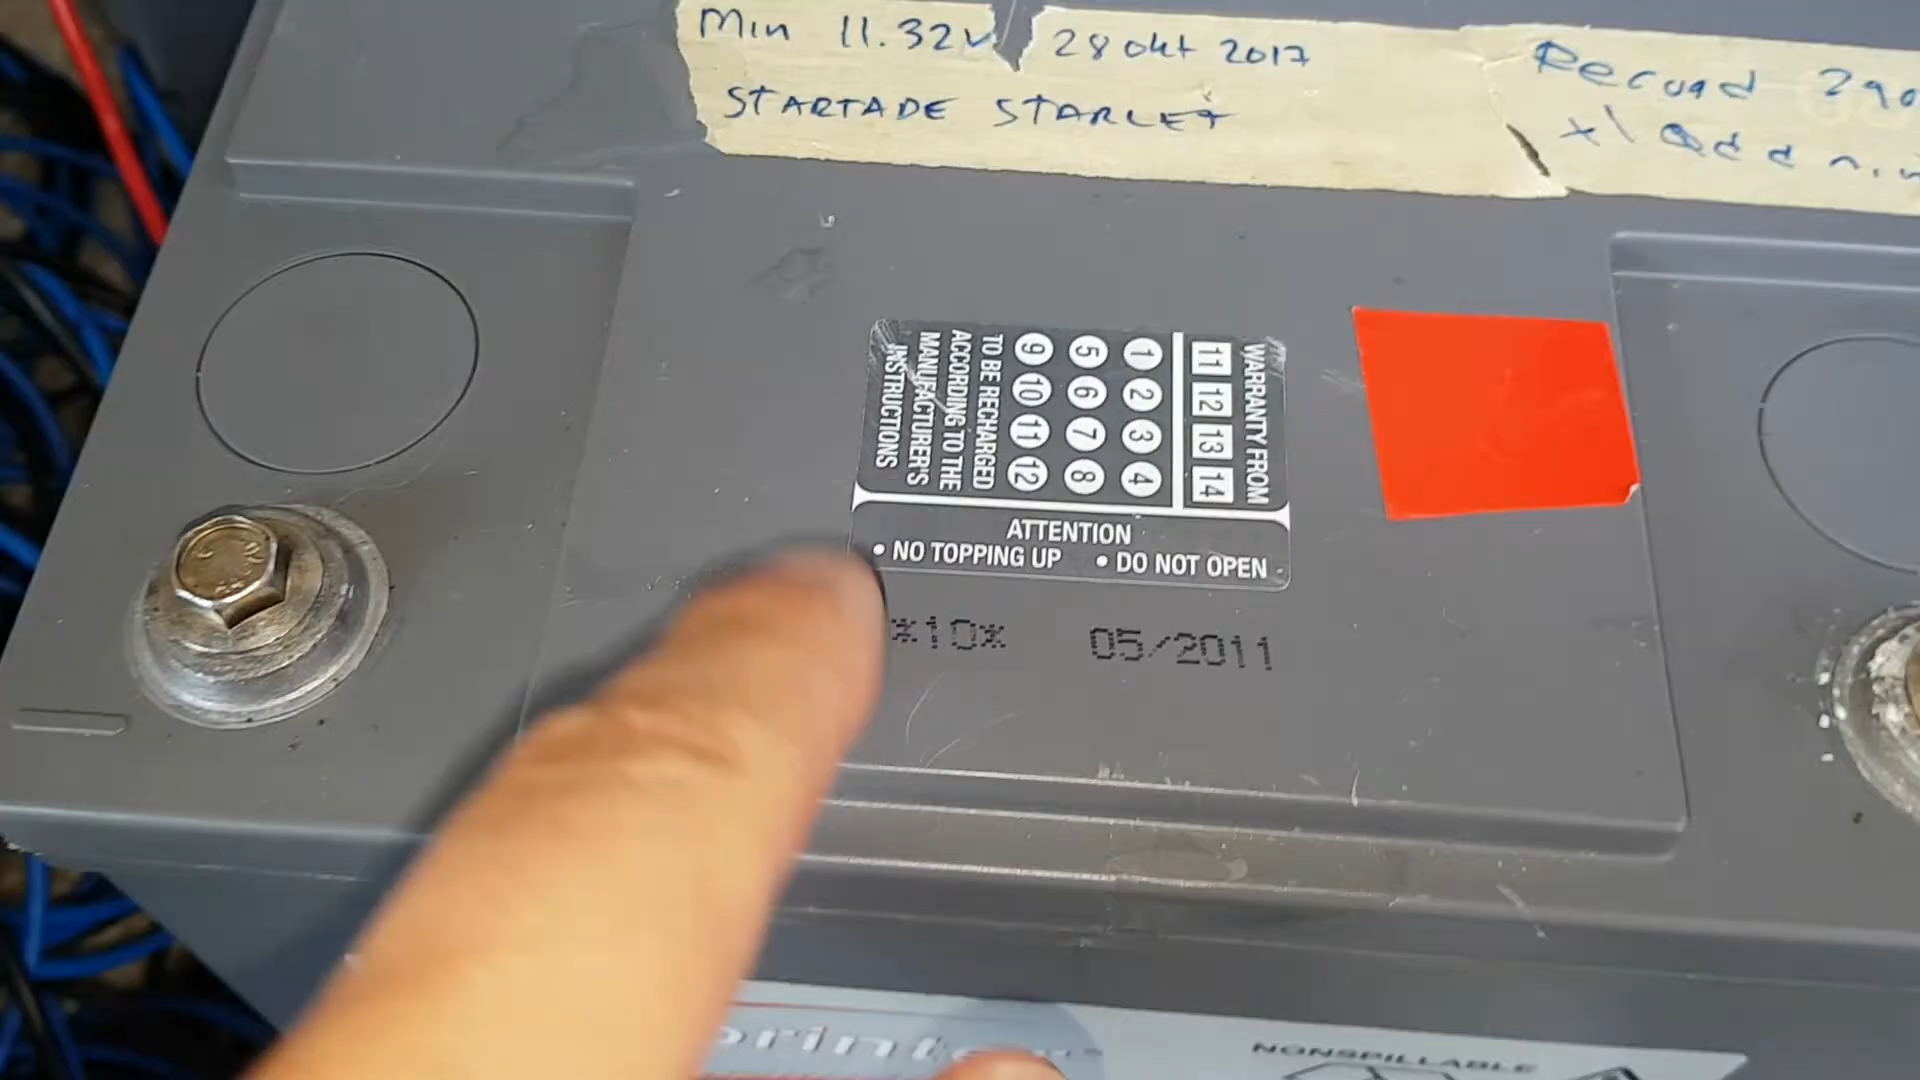 Min 11.32V 28 okt 2017
STARTADE STARLET
Record 290
WARRANTY FROM
11 12 13 14
1 2 3 4
5 6 7 8
9 10 11 12
TO BE RECHARGED
ACCORDING TO THE
MANUFACTURER'S
INSTRUCTIONS
ATTENTION
• NO TOPPING UP • DO NOT OPEN
*10* 05/2011
NONSPILLABLE